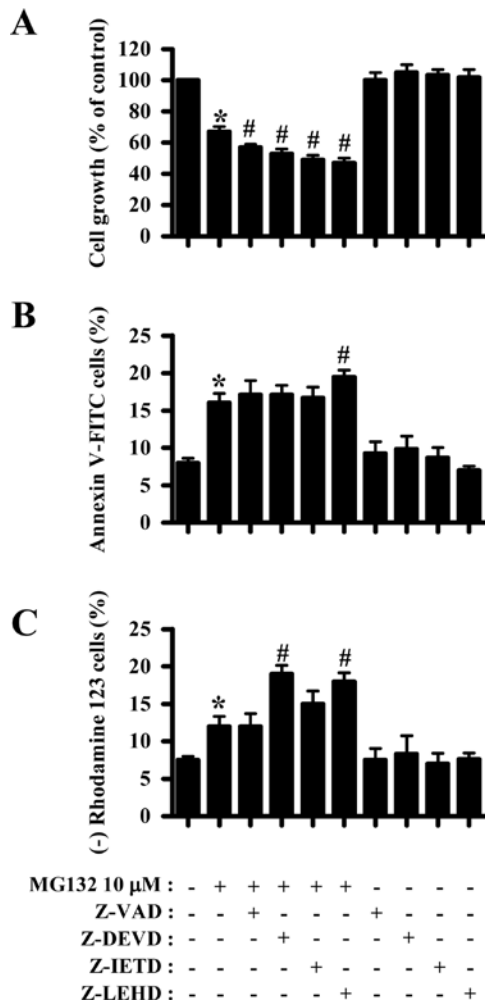 A
Cell growth (% of control)
120
100
80
60
40
20
0
* # # # #
B
Annexin V-FITC cells (%)
25
20
15
10
5
0
* #
C
(-) Rhodamine 123 cells (%)
25
20
15
10
5
0
* # #
MG132 10 μM : - + + + + + - - - -
Z-VAD : - - + - - - + - - -
Z-DEVD : - - - + - - - + - -
Z-IETD : - - - - + - - - + -
Z-LEHD : - - - - - + - - - +